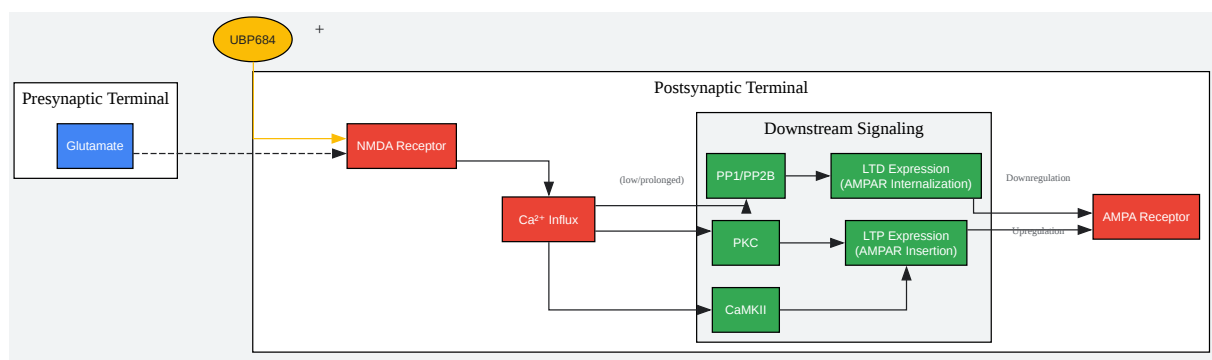 UBP684
+
Presynaptic Terminal
Glutamate
Postsynaptic Terminal
NMDA Receptor
Ca²⁺ Influx
(low/prolonged)
Downstream Signaling
PP1/PP2B
PKC
CaMKII
LTD Expression
(AMPAR Internalization)
LTP Expression
(AMPAR Insertion)
Downregulation
Upregulation
AMPA Receptor